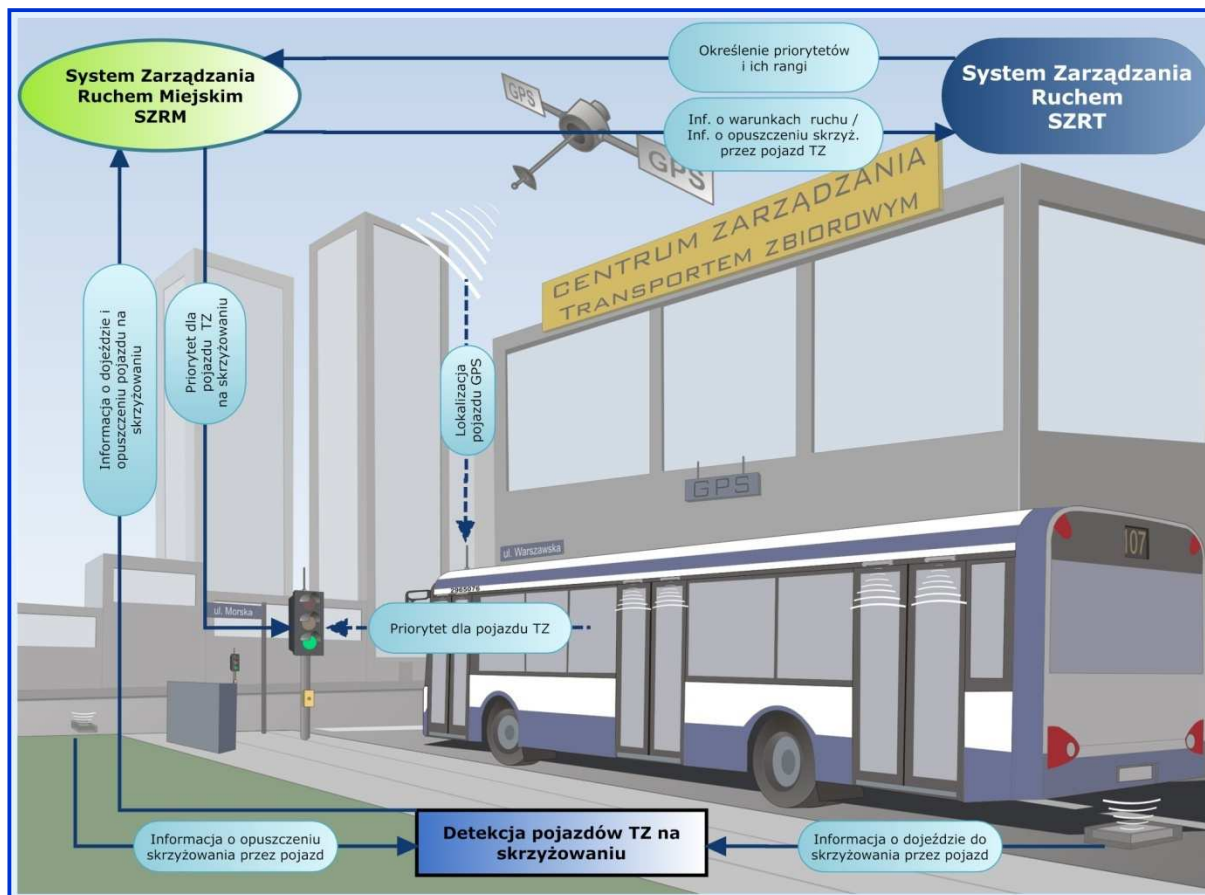 System Zarządzania
Ruchem Miejskim
SZRM
Określenie priorytetów
i ich rangi
System Zarządzania
Ruchem
SZRT
Inf. o warunkach ruchu /
Inf. o opuszczeniu skrzyż.
przez pojazd TZ
GPS
GPS
CENTRUM ZARZĄDZANIA
TRANSPORTEM ZBIOROWYM
Informacja o dojeździe i
opuszczeniu pojazdu na
skrzyżowaniu
Priorytet dla
pojazdu TZ
na skrzyżowaniu
Lokalizacja
pojazdu GPS
GPS
ul. Warszawska
107
2965076
ul. Morska
Priorytet dla pojazdu TZ
Informacja o opuszczeniu
skrzyżowania przez pojazd
Detekcja pojazdów TZ na
skrzyżowaniu
Informacja o dojeździe do
skrzyżowania przez pojazd